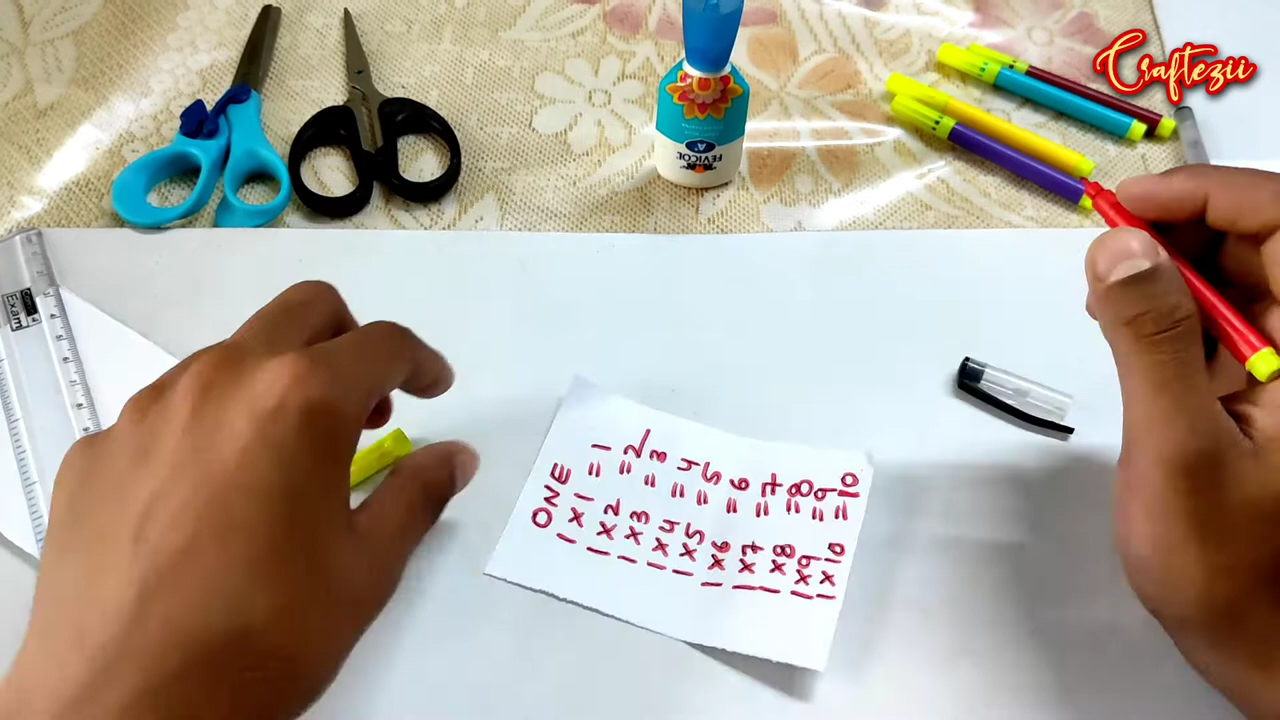 Craftezii
FEVICOL
A+
Exam
ONE
1 x 1 = 1
1 x 2 = 2
1 x 3 = 3
1 x 4 = 4
1 x 5 = 5
1 x 6 = 6
1 x 7 = 7
1 x 8 = 8
1 x 9 = 9
1 x 10 = 10